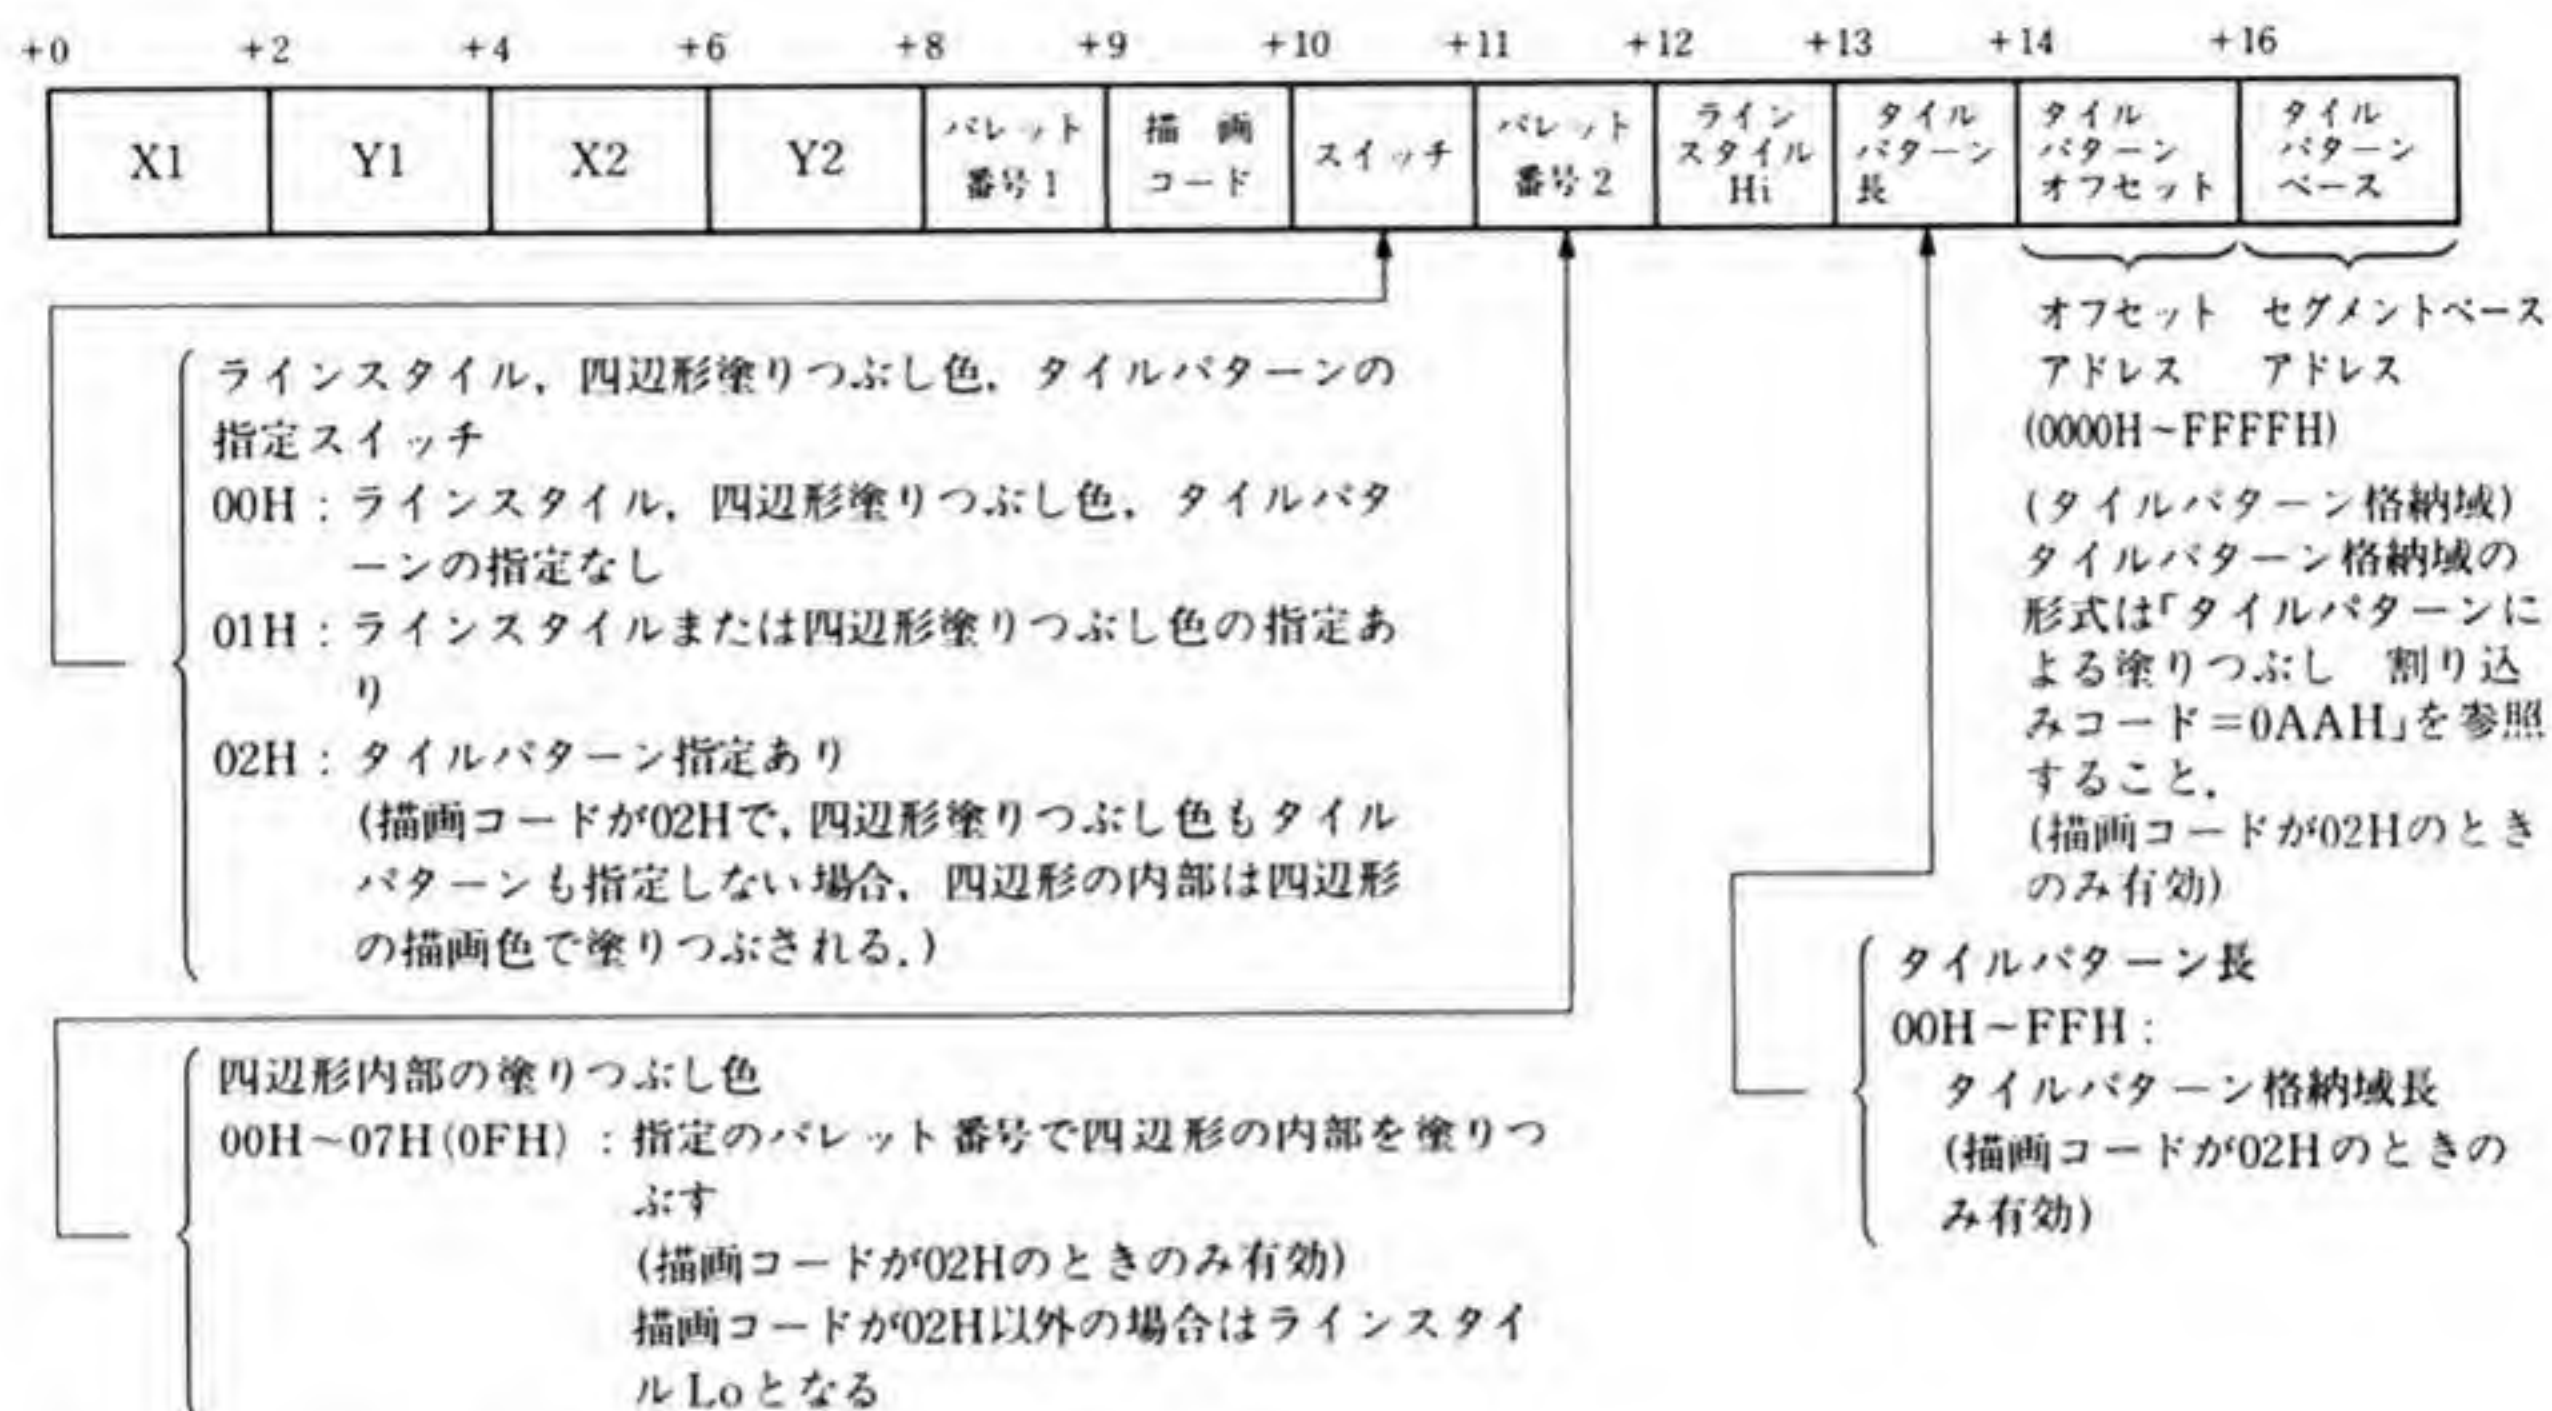 +0 +2 +4 +6 +8 +9 +10 +11 +12 +13 +14 +16
X1
Y1
X2
Y2
パレット
番号1
描画
コード
スイッチ
パレット
番号2
ライン
スタイル
Hi
タイル
パターン
長
タイル
パターン
オフセット
タイル
パターン
ベース
ラインスタイル,四辺形塗りつぶし色,タイルパターンの
指定スイッチ
00H:ラインスタイル,四辺形塗りつぶし色,タイルパタ
ーンの指定なし
01H:ラインスタイルまたは四辺形塗りつぶし色の指定あ
り
02H:タイルパターン指定あり
(描画コードが02Hで,四辺形塗りつぶし色もタイル
パターンも指定しない場合,四辺形の内部は四辺形
の描画色で塗りつぶされる.)
四辺形内部の塗りつぶし色
00H~07H(0FH):指定のパレット番号で四辺形の内部を塗りつ
ぶす
(描画コードが02Hのときのみ有効)
描画コードが02H以外の場合はラインスタイ
ルLoとなる
オフセット セグメントベース
アドレス アドレス
(0000H~FFFFH)
(タイルパターン格納域)
タイルパターン格納域の
形式は「タイルパターンに
よる塗りつぶし 割り込
みコード=0AAH」を参照
すること.
(描画コードが02Hのとき
のみ有効)
タイルパターン長
00H~FFH:
タイルパターン格納域長
(描画コードが02Hのときの
み有効)